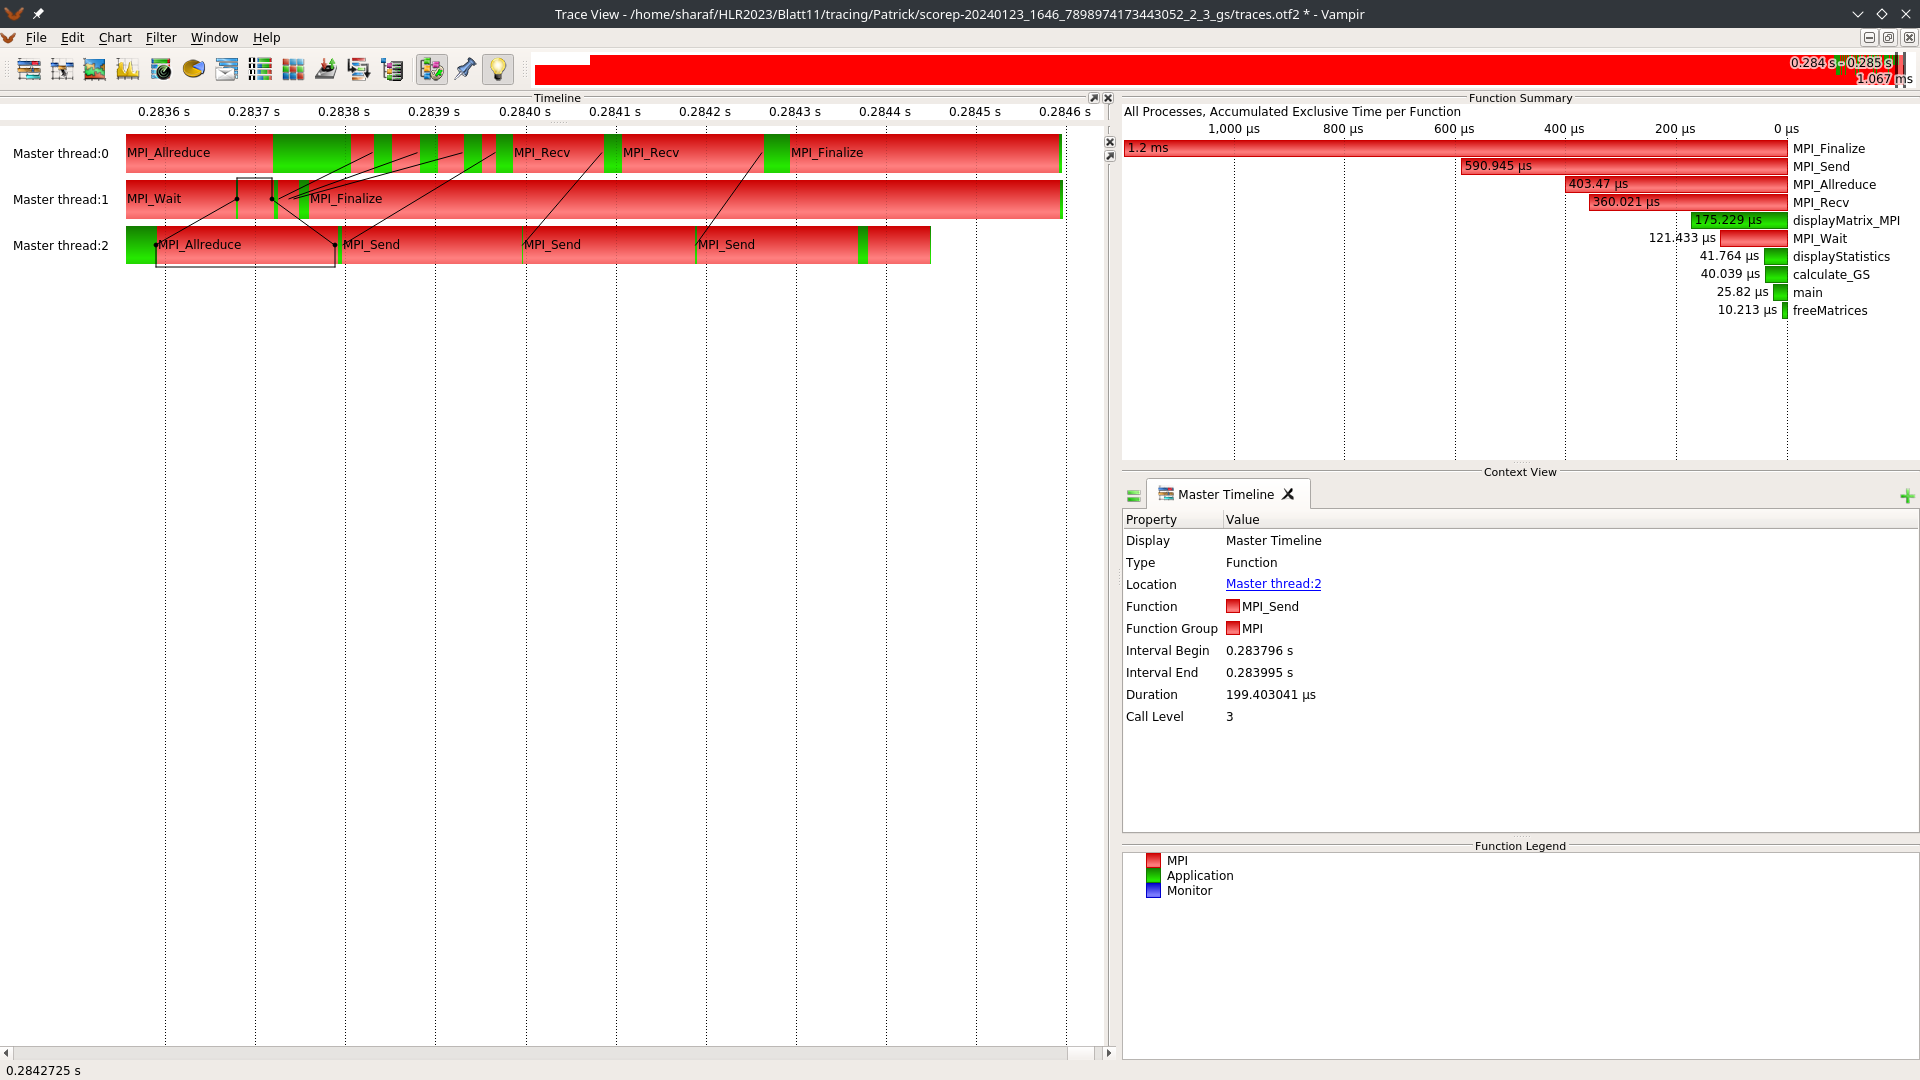 Trace View - /home/sharaf/HLR2023/Blatt11/tracing/Patrick/scorep-20240123_1646_7898974173443052_2_3_gs/traces.otf2 * - Vampir
File Edit Chart Filter Window Help
0.284 s - 0.285 s
1.067 ms
Timeline
0.2836 s 0.2837 s 0.2838 s 0.2839 s 0.2840 s 0.2841 s 0.2842 s 0.2843 s 0.2844 s 0.2845 s 0.2846 s
Master thread:0 MPI_Allreduce MPI_Recv MPI_Recv MPI_Finalize
Master thread:1 MPI_Wait MPI_Finalize
Master thread:2 MPI_Allreduce MPI_Send MPI_Send MPI_Send
Function Summary
All Processes, Accumulated Exclusive Time per Function
1,000 µs 800 µs 600 µs 400 µs 200 µs 0 µs
1.2 ms MPI_Finalize
590.945 µs MPI_Send
403.47 µs MPI_Allreduce
360.021 µs MPI_Recv
175.229 µs displayMatrix_MPI
121.433 µs MPI_Wait
41.764 µs displayStatistics
40.039 µs calculate_GS
25.82 µs main
10.213 µs freeMatrices
Context View
Master Timeline
Property Value
Display Master Timeline
Type Function
Location Master thread:2
Function MPI_Send
Function Group MPI
Interval Begin 0.283796 s
Interval End 0.283995 s
Duration 199.403041 µs
Call Level 3
Function Legend
MPI
Application
Monitor
0.2842725 s